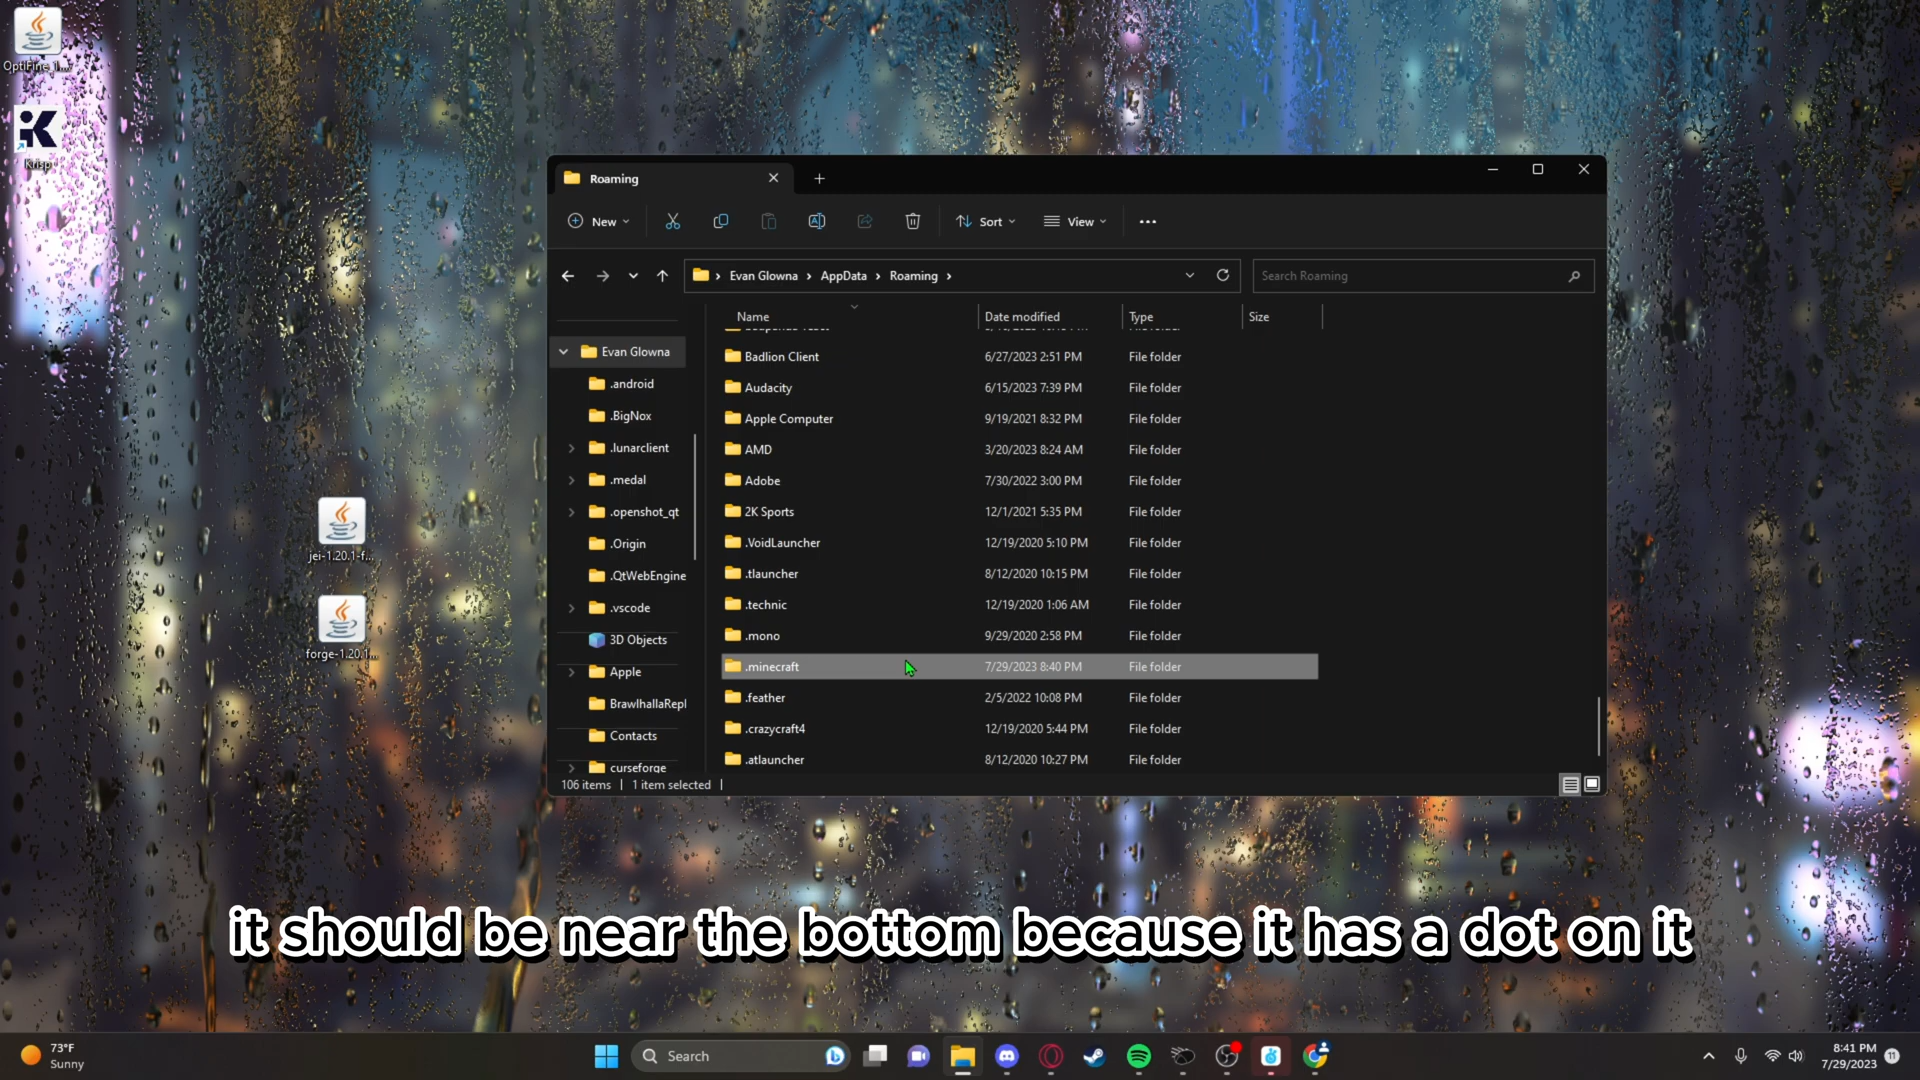 OptiFine_1....
Krisp
jei-1.20.1-f...
forge-1.20.1...
Roaming
New
Sort
View
Evan Glowna
AppData
Roaming
Search Roaming
Name
Date modified
Type
Size
Evan Glowna
.android
.BigNox
.lunarclient
.medal
.openshot_qt
.Origin
.QtWebEngine
.vscode
3D Objects
Apple
BrawlhallaRepl
Contacts
curseforge
Badlion Client 6/27/2023 2:51 PM File folder
Audacity 6/15/2023 7:39 PM File folder
Apple Computer 9/19/2021 8:32 PM File folder
AMD 3/20/2023 8:24 AM File folder
Adobe 7/30/2022 3:00 PM File folder
2K Sports 12/1/2021 5:35 PM File folder
.VoidLauncher 12/19/2020 5:10 PM File folder
.tlauncher 8/12/2020 10:15 PM File folder
.technic 12/19/2020 1:06 AM File folder
.mono 9/29/2020 2:58 PM File folder
.minecraft 7/29/2023 8:40 PM File folder
.feather 2/5/2022 10:08 PM File folder
.crazycraft4 12/19/2020 5:44 PM File folder
.atlauncher 8/12/2020 10:27 PM File folder
106 items
1 item selected
it should be near the bottom because it has a dot on it
73°F
Sunny
Search
8:41 PM
7/29/2023
11